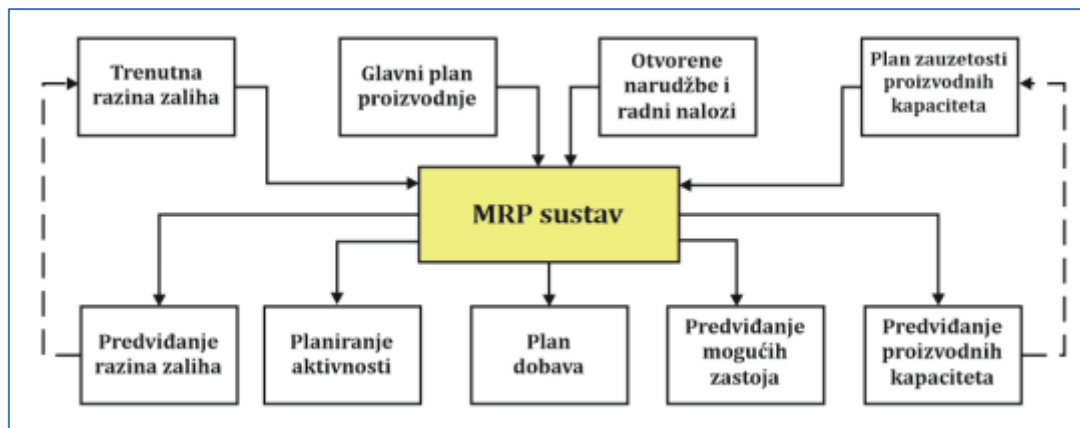 Trenutna
razina zaliha
Glavni plan
proizvodnje
Otvorene
narudžbe i
radni nalozi
Plan zauzetosti
proizvodnih
kapaciteta
MRP sustav
Predviđanje
razina zaliha
Planiranje
aktivnosti
Plan
dobava
Predviđanje
mogućih
zastoja
Predviđanje
proizvodnih
kapaciteta